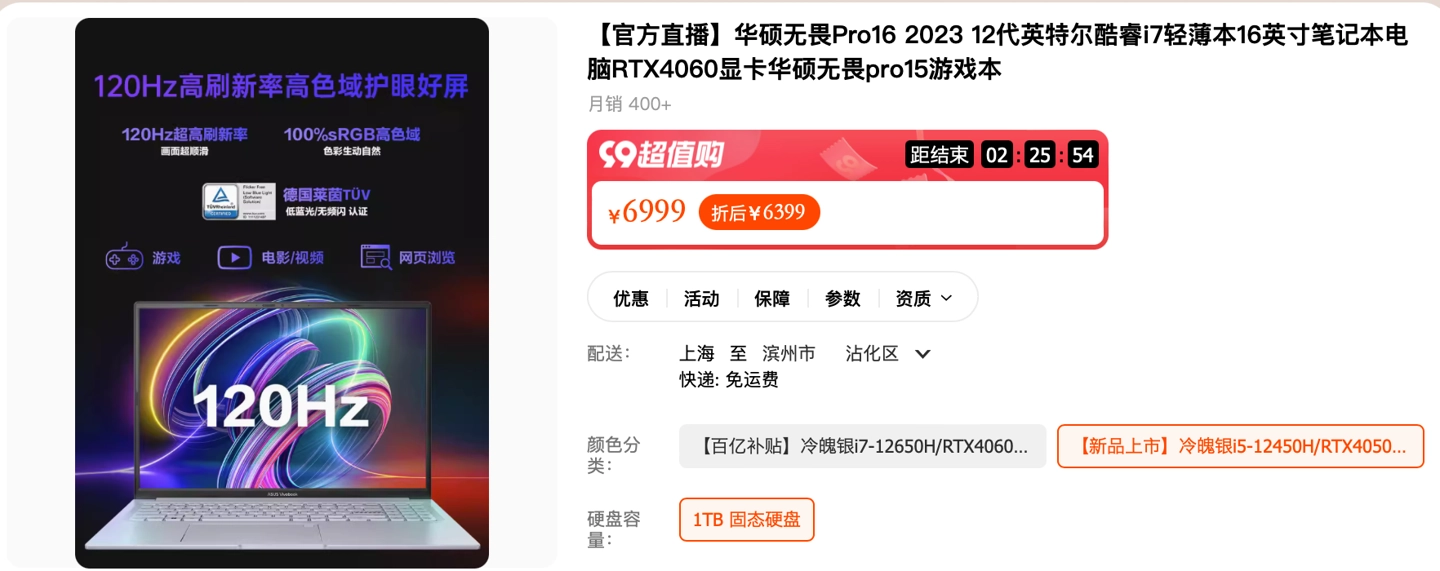 120Hz高刷新率高色域护眼好屏
120Hz超高刷新率
画面超顺滑
100%sRGB高色域
色彩生动自然
德国莱茵TÜV
低蓝光/无频闪 认证
游戏
电影/视频
网页浏览
120Hz
ASUS Vivobook
【官方直播】华硕无畏Pro16 2023 12代英特尔酷睿i7轻薄本16英寸笔记本电
脑RTX4060显卡华硕无畏pro15游戏本
月销 400+
99超值购
距结束 02 : 25 : 54
¥6999 折后¥6399
优惠 活动 保障 参数 资质
配送： 上海 至 滨州市 沾化区
快递: 免运费
颜色分
类：
【百亿补贴】冷魄银i7-12650H/RTX4060...
【新品上市】冷魄银i5-12450H/RTX4050...
硬盘容
量：
1TB 固态硬盘